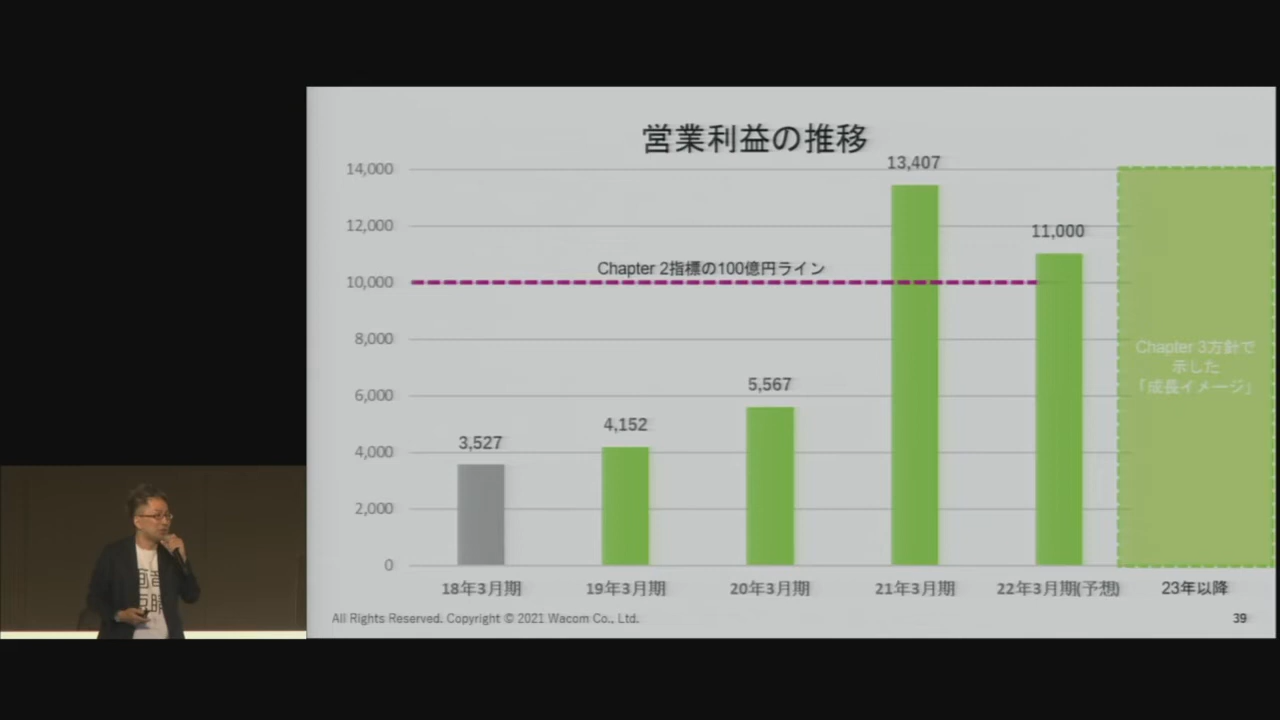 営業利益の推移
14,000
12,000
10,000
8,000
6,000
4,000
2,000
0
Chapter 2指標の100億円ライン
3,527
4,152
5,567
13,407
11,000
Chapter 3方針で
示した
「成長イメージ」
18年3月期
19年3月期
20年3月期
21年3月期
22年3月期(予想)
23年以降
All Rights Reserved. Copyright © 2021 Wacom Co., Ltd.
39